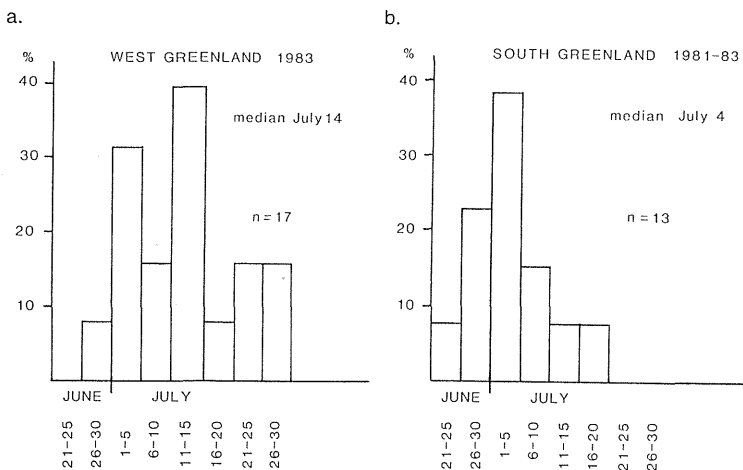 a.
%
WEST GREENLAND 1983
40
30
20
10
median July 14
n = 17
JUNE JULY
21-25
26-30
1-5
6-10
11-15
16-20
21-25
26-30
b.
%
SOUTH GREENLAND 1981-83
40
30
20
10
median July 4
n = 13
JUNE JULY
21-25
26-30
1-5
6-10
11-15
16-20
21-25
26-30